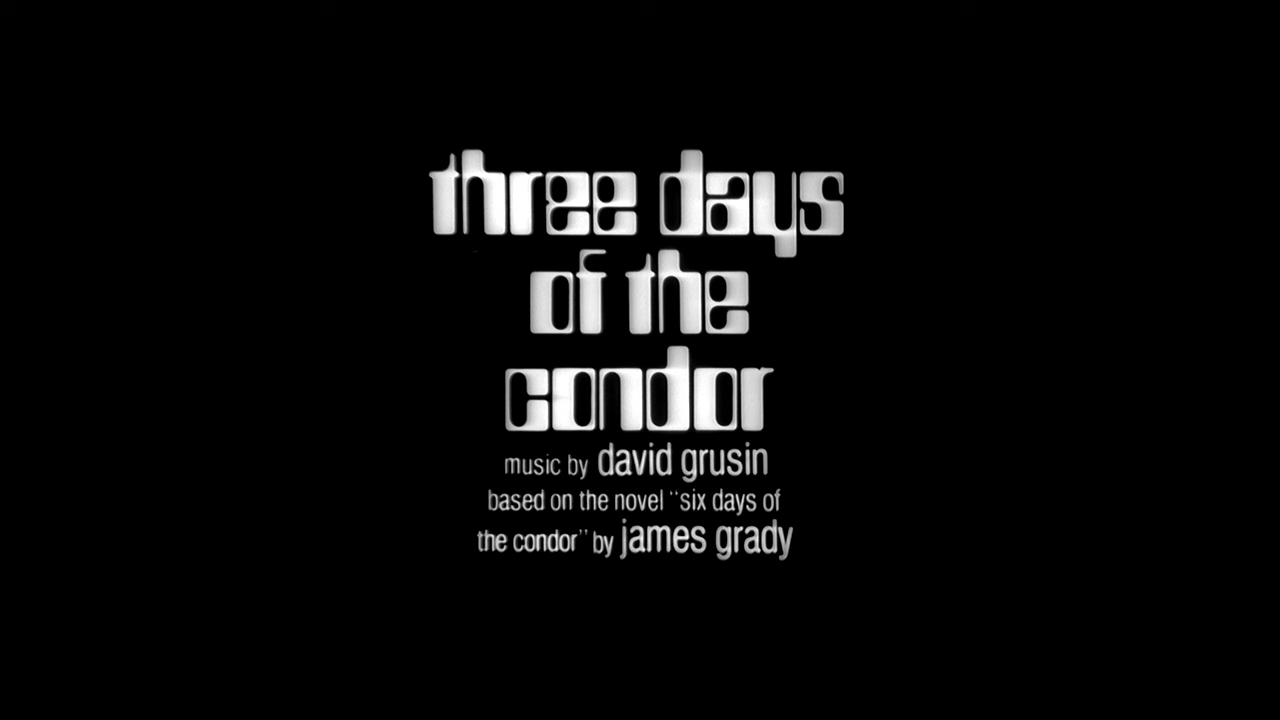 three days
of the
condor
music by david grusin
based on the novel "six days of
the condor" by james grady